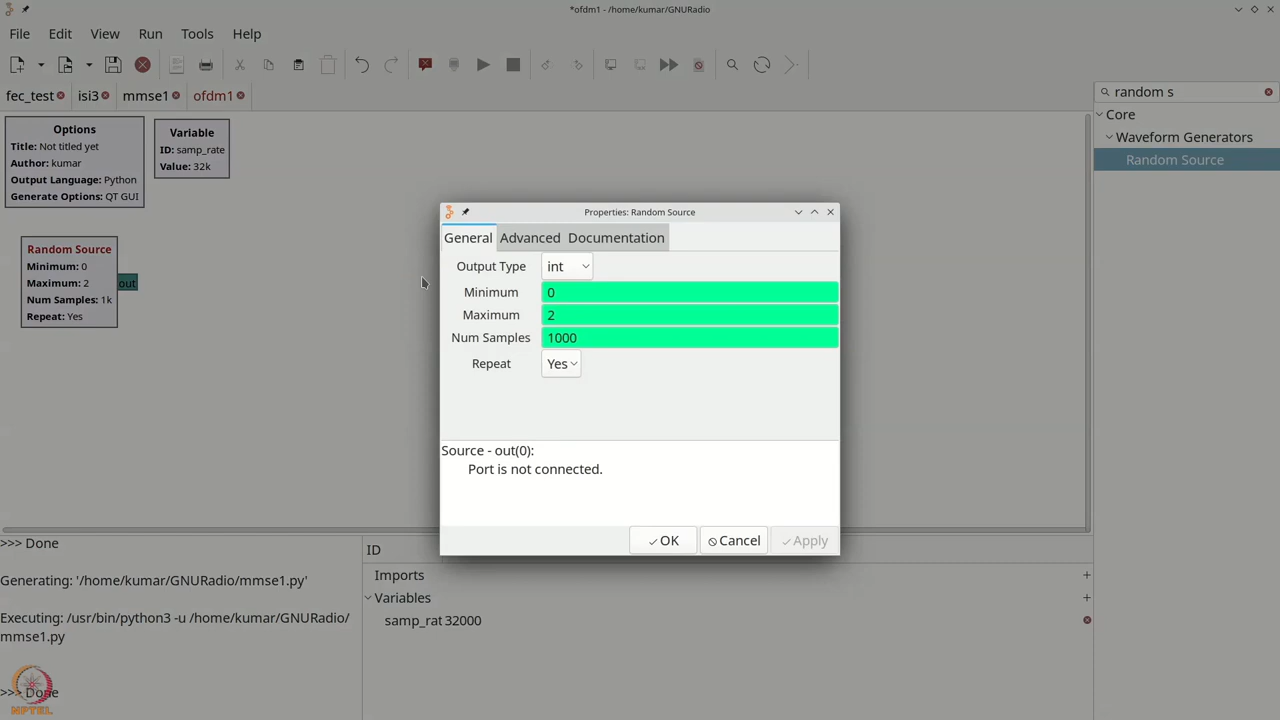 *ofdm1 - /home/kumar/GNURadio
File Edit View Run Tools Help
fec_test isi3 mmse1 ofdm1
random s
Core
Waveform Generators
Random Source
Options
Title: Not titled yet
Author: kumar
Output Language: Python
Generate Options: QT GUI
Variable
ID: samp_rate
Value: 32k
Random Source
Minimum: 0
Maximum: 2
Num Samples: 1k
Repeat: Yes
out
Properties: Random Source
General Advanced Documentation
Output Type int
Minimum 0
Maximum 2
Num Samples 1000
Repeat Yes
Source - out(0):
Port is not connected.
OK Cancel Apply
>>> Done
Generating: '/home/kumar/GNURadio/mmse1.py'
Executing: /usr/bin/python3 -u /home/kumar/GNURadio/
mmse1.py
>>> Done
NPTEL
ID
Imports
Variables
samp_rat 32000